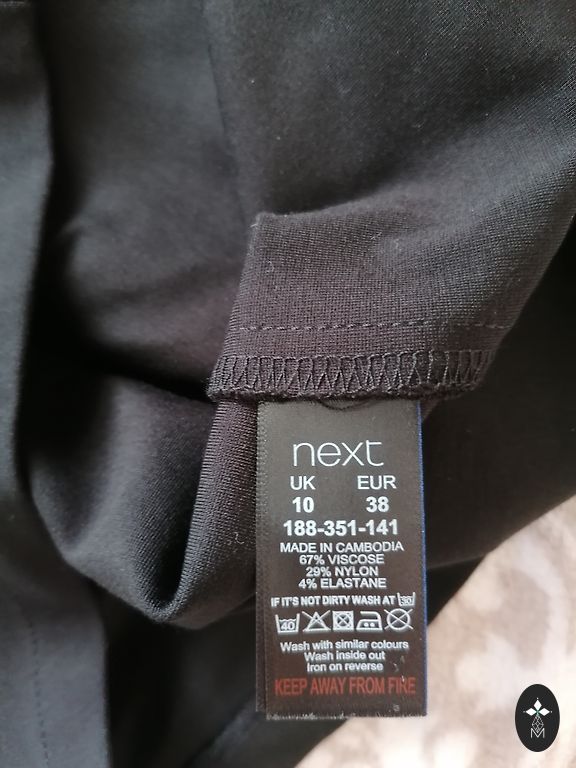 next
UK EUR
10 38
188-351-141
MADE IN CAMBODIA
67% VISCOSE
29% NYLON
4% ELASTANE
IF IT'S NOT DIRTY WASH AT 30
40
Wash with similar colours
Wash inside out
Iron on reverse
KEEP AWAY FROM FIRE
M